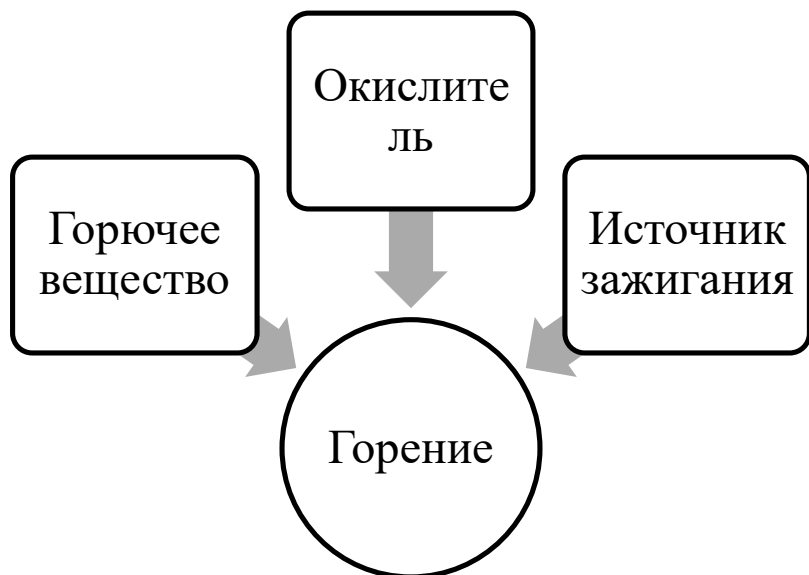 Окислите
ль
Горючее
вещество
Источник
зажигания
Горение